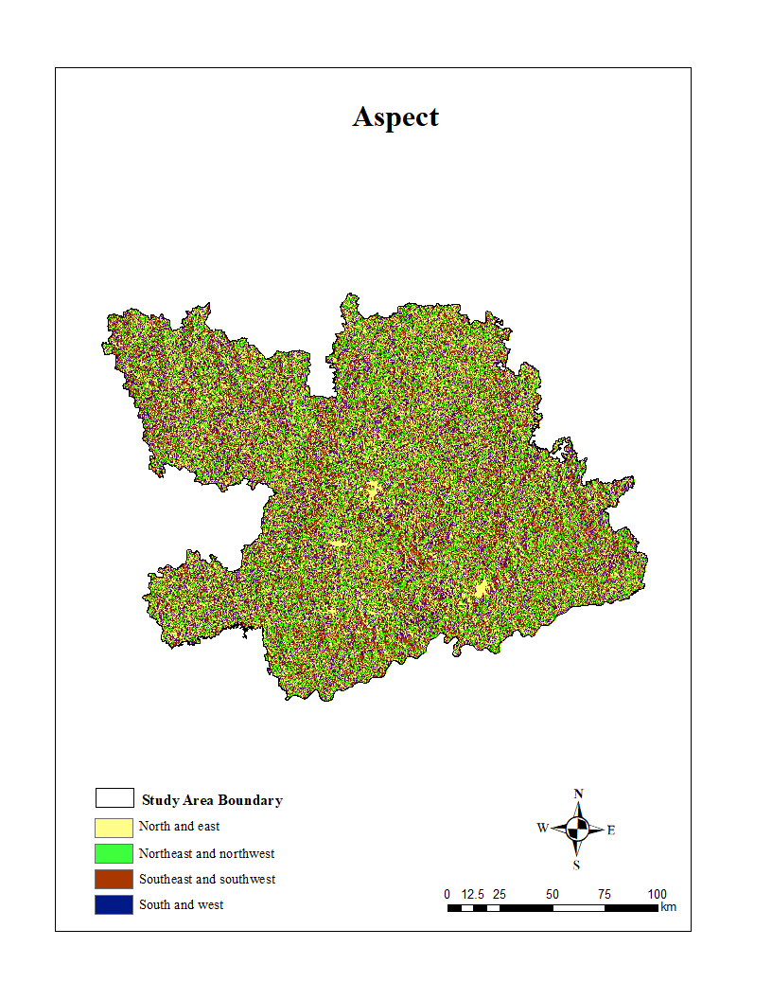 Aspect
Study Area Boundary
North and east
Northeast and northwest
Southeast and southwest
South and west
N
W E
S
0 12.5 25 50 75 100
km